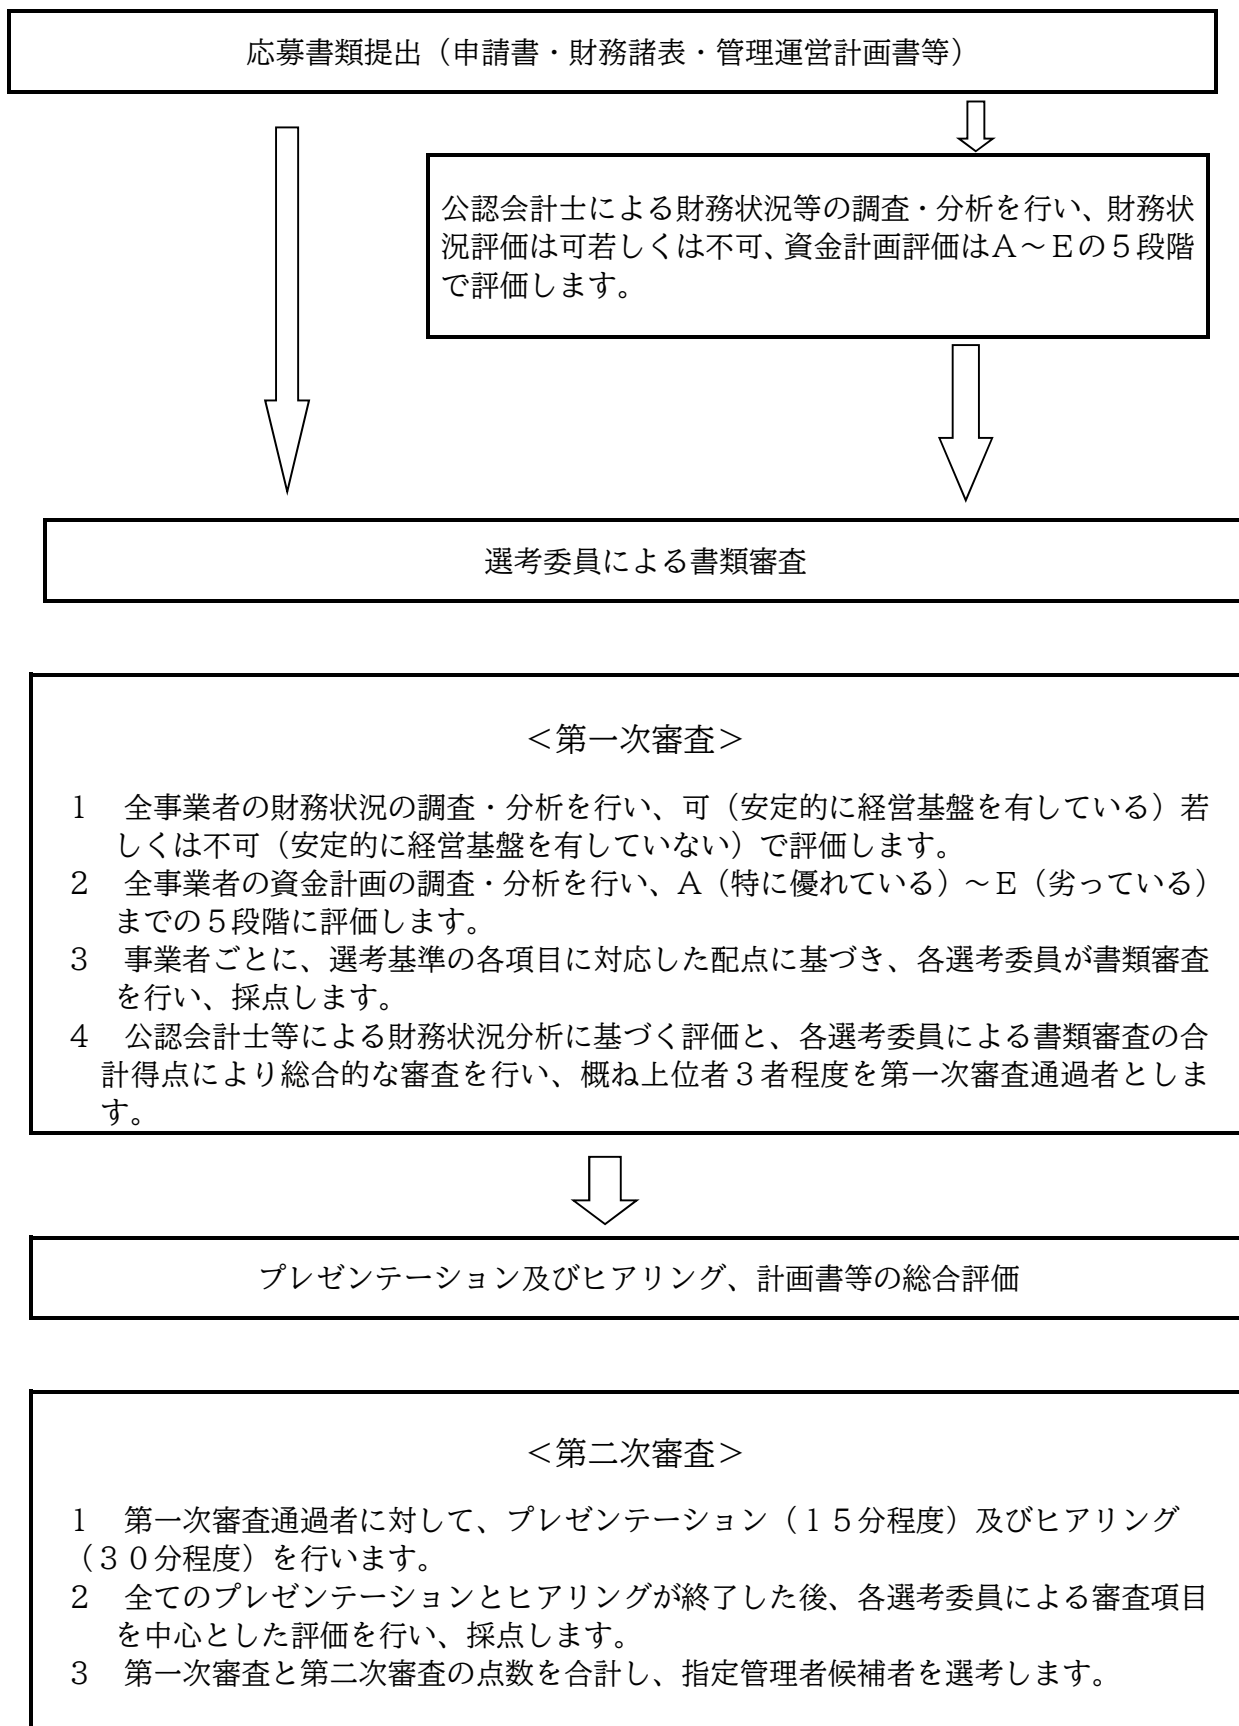 応募書類提出（申請書・財務諸表・管理運営計画書等）
公認会計士による財務状況等の調査・分析を行い、財務状
況評価は可若しくは不可、資金計画評価はＡ～Ｅの５段階
で評価します。
選考委員による書類審査
＜第一次審査＞
１　全事業者の財務状況の調査・分析を行い、可（安定的に経営基盤を有している）若
しくは不可（安定的に経営基盤を有していない）で評価します。
２　全事業者の資金計画の調査・分析を行い、Ａ（特に優れている）～Ｅ（劣っている）
までの５段階に評価します。
３　事業者ごとに、選考基準の各項目に対応した配点に基づき、各選考委員が書類審査
を行い、採点します。
４　公認会計士等による財務状況分析に基づく評価と、各選考委員による書類審査の合
計得点により総合的な審査を行い、概ね上位者３者程度を第一次審査通過者としま
す。
プレゼンテーション及びヒアリング、計画書等の総合評価
＜第二次審査＞
１　第一次審査通過者に対して、プレゼンテーション（１５分程度）及びヒアリング
（３０分程度）を行います。
２　全てのプレゼンテーションとヒアリングが終了した後、各選考委員による審査項目
を中心とした評価を行い、採点します。
３　第一次審査と第二次審査の点数を合計し、指定管理者候補者を選考します。